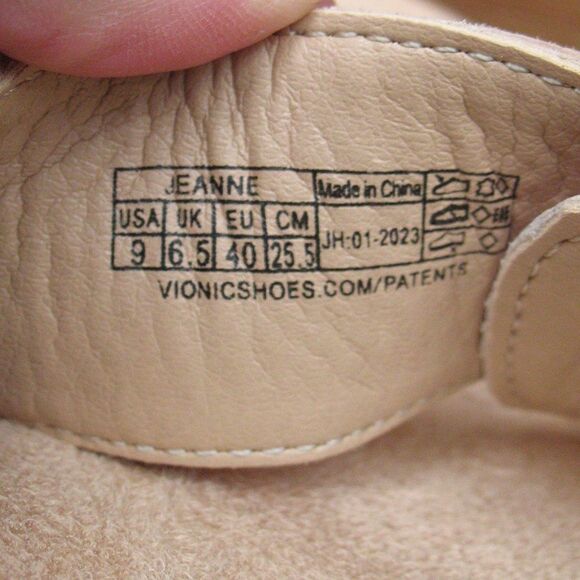 JEANNE Made in China
USA UK EU CM
9 6.5 40 25.5 JH:01-2023
VIONICSHOES.COM/PATENTS